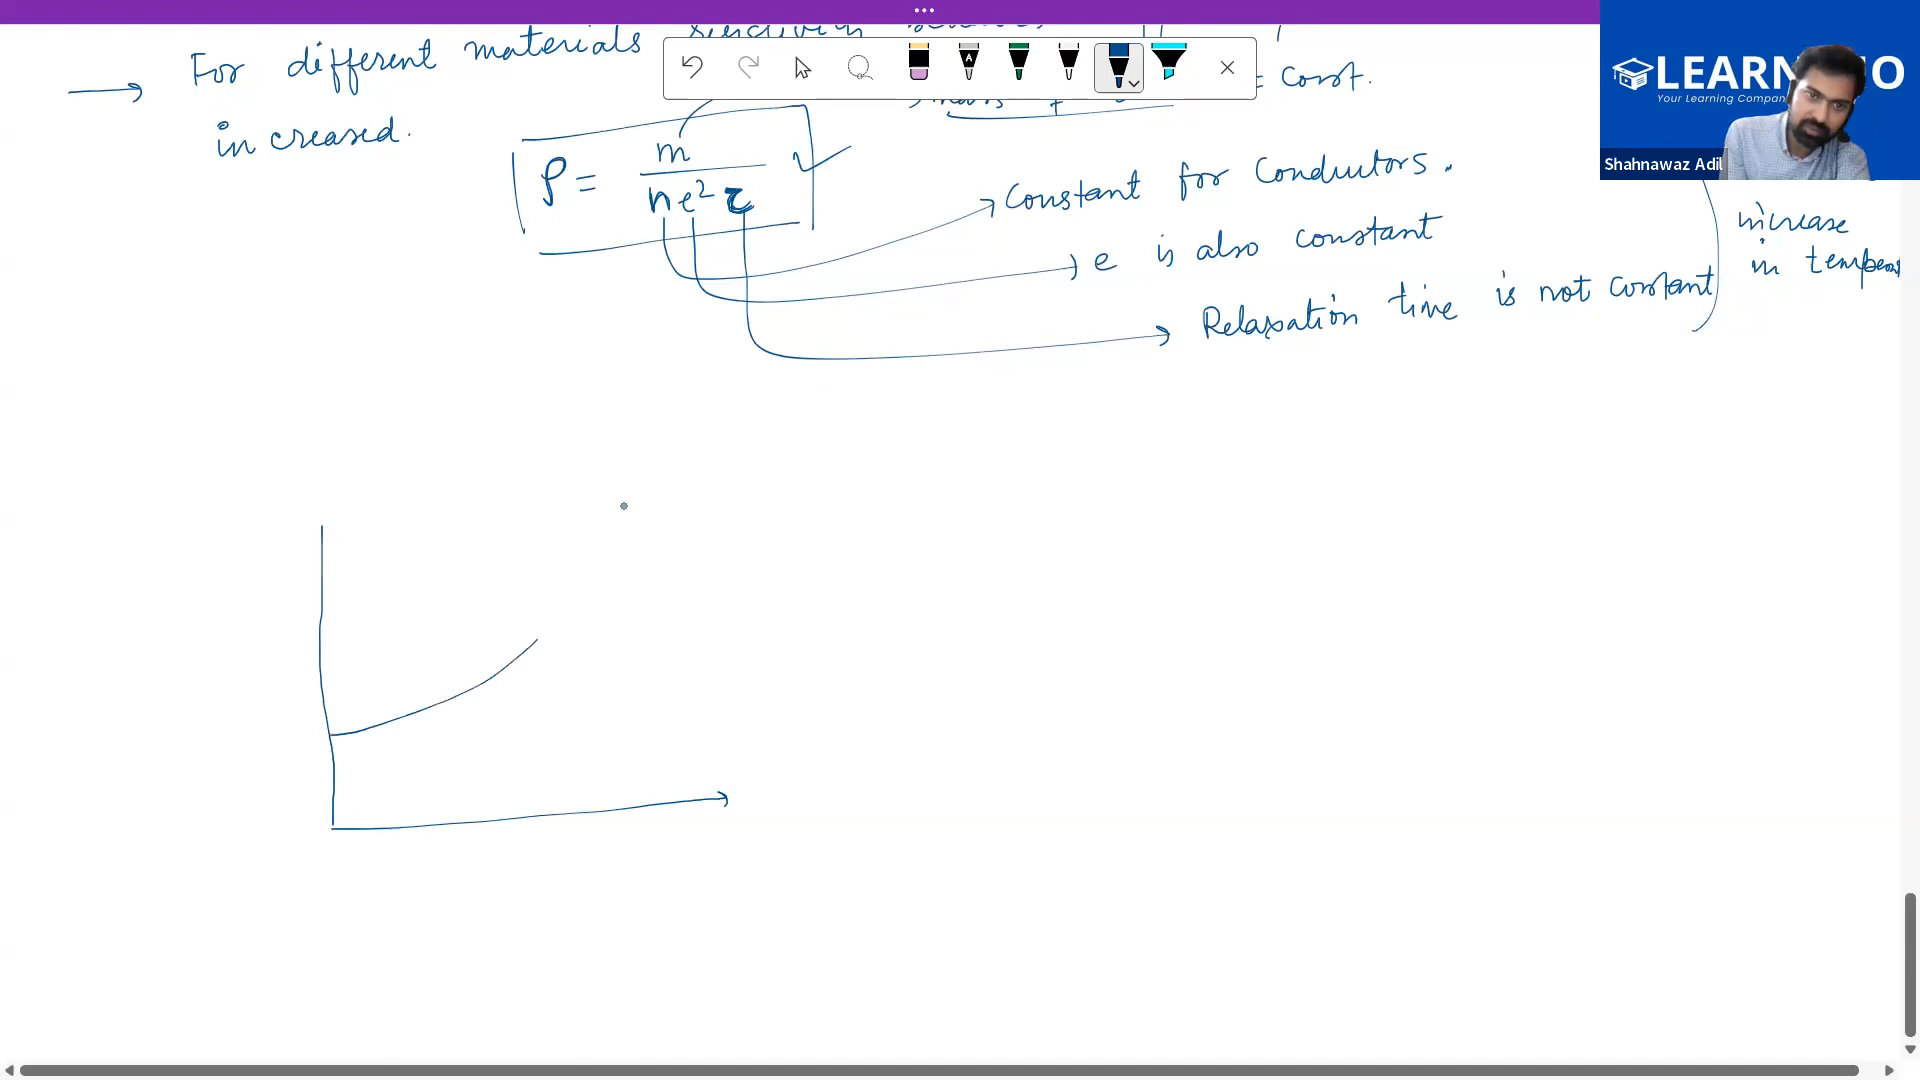 For different materials
= const.
increased.
ρ = m / ne²τ
Constant for Conductors.
e is also constant
Relaxation time is not constant
increase
in
LEARN IO
Your Learning Compan
Shahnawaz Adil